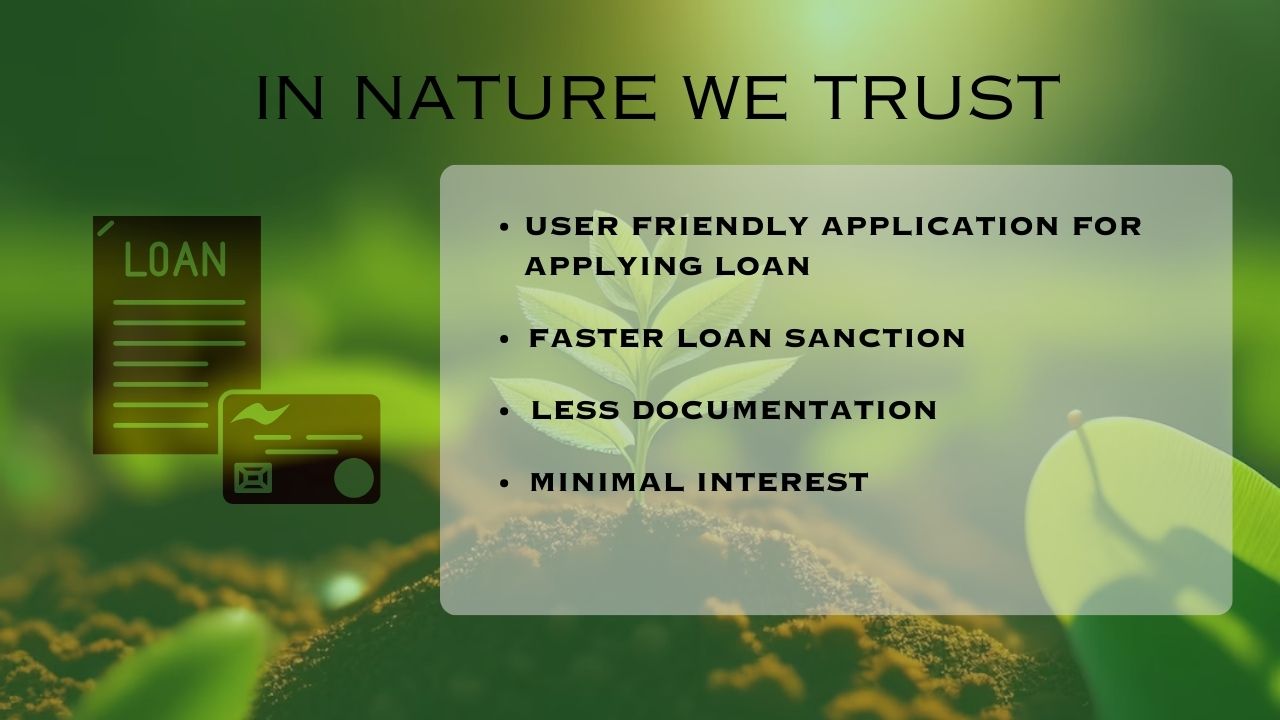 IN NATURE WE TRUST
LOAN
• USER FRIENDLY APPLICATION FOR
APPLYING LOAN
• FASTER LOAN SANCTION
• LESS DOCUMENTATION
• MINIMAL INTEREST